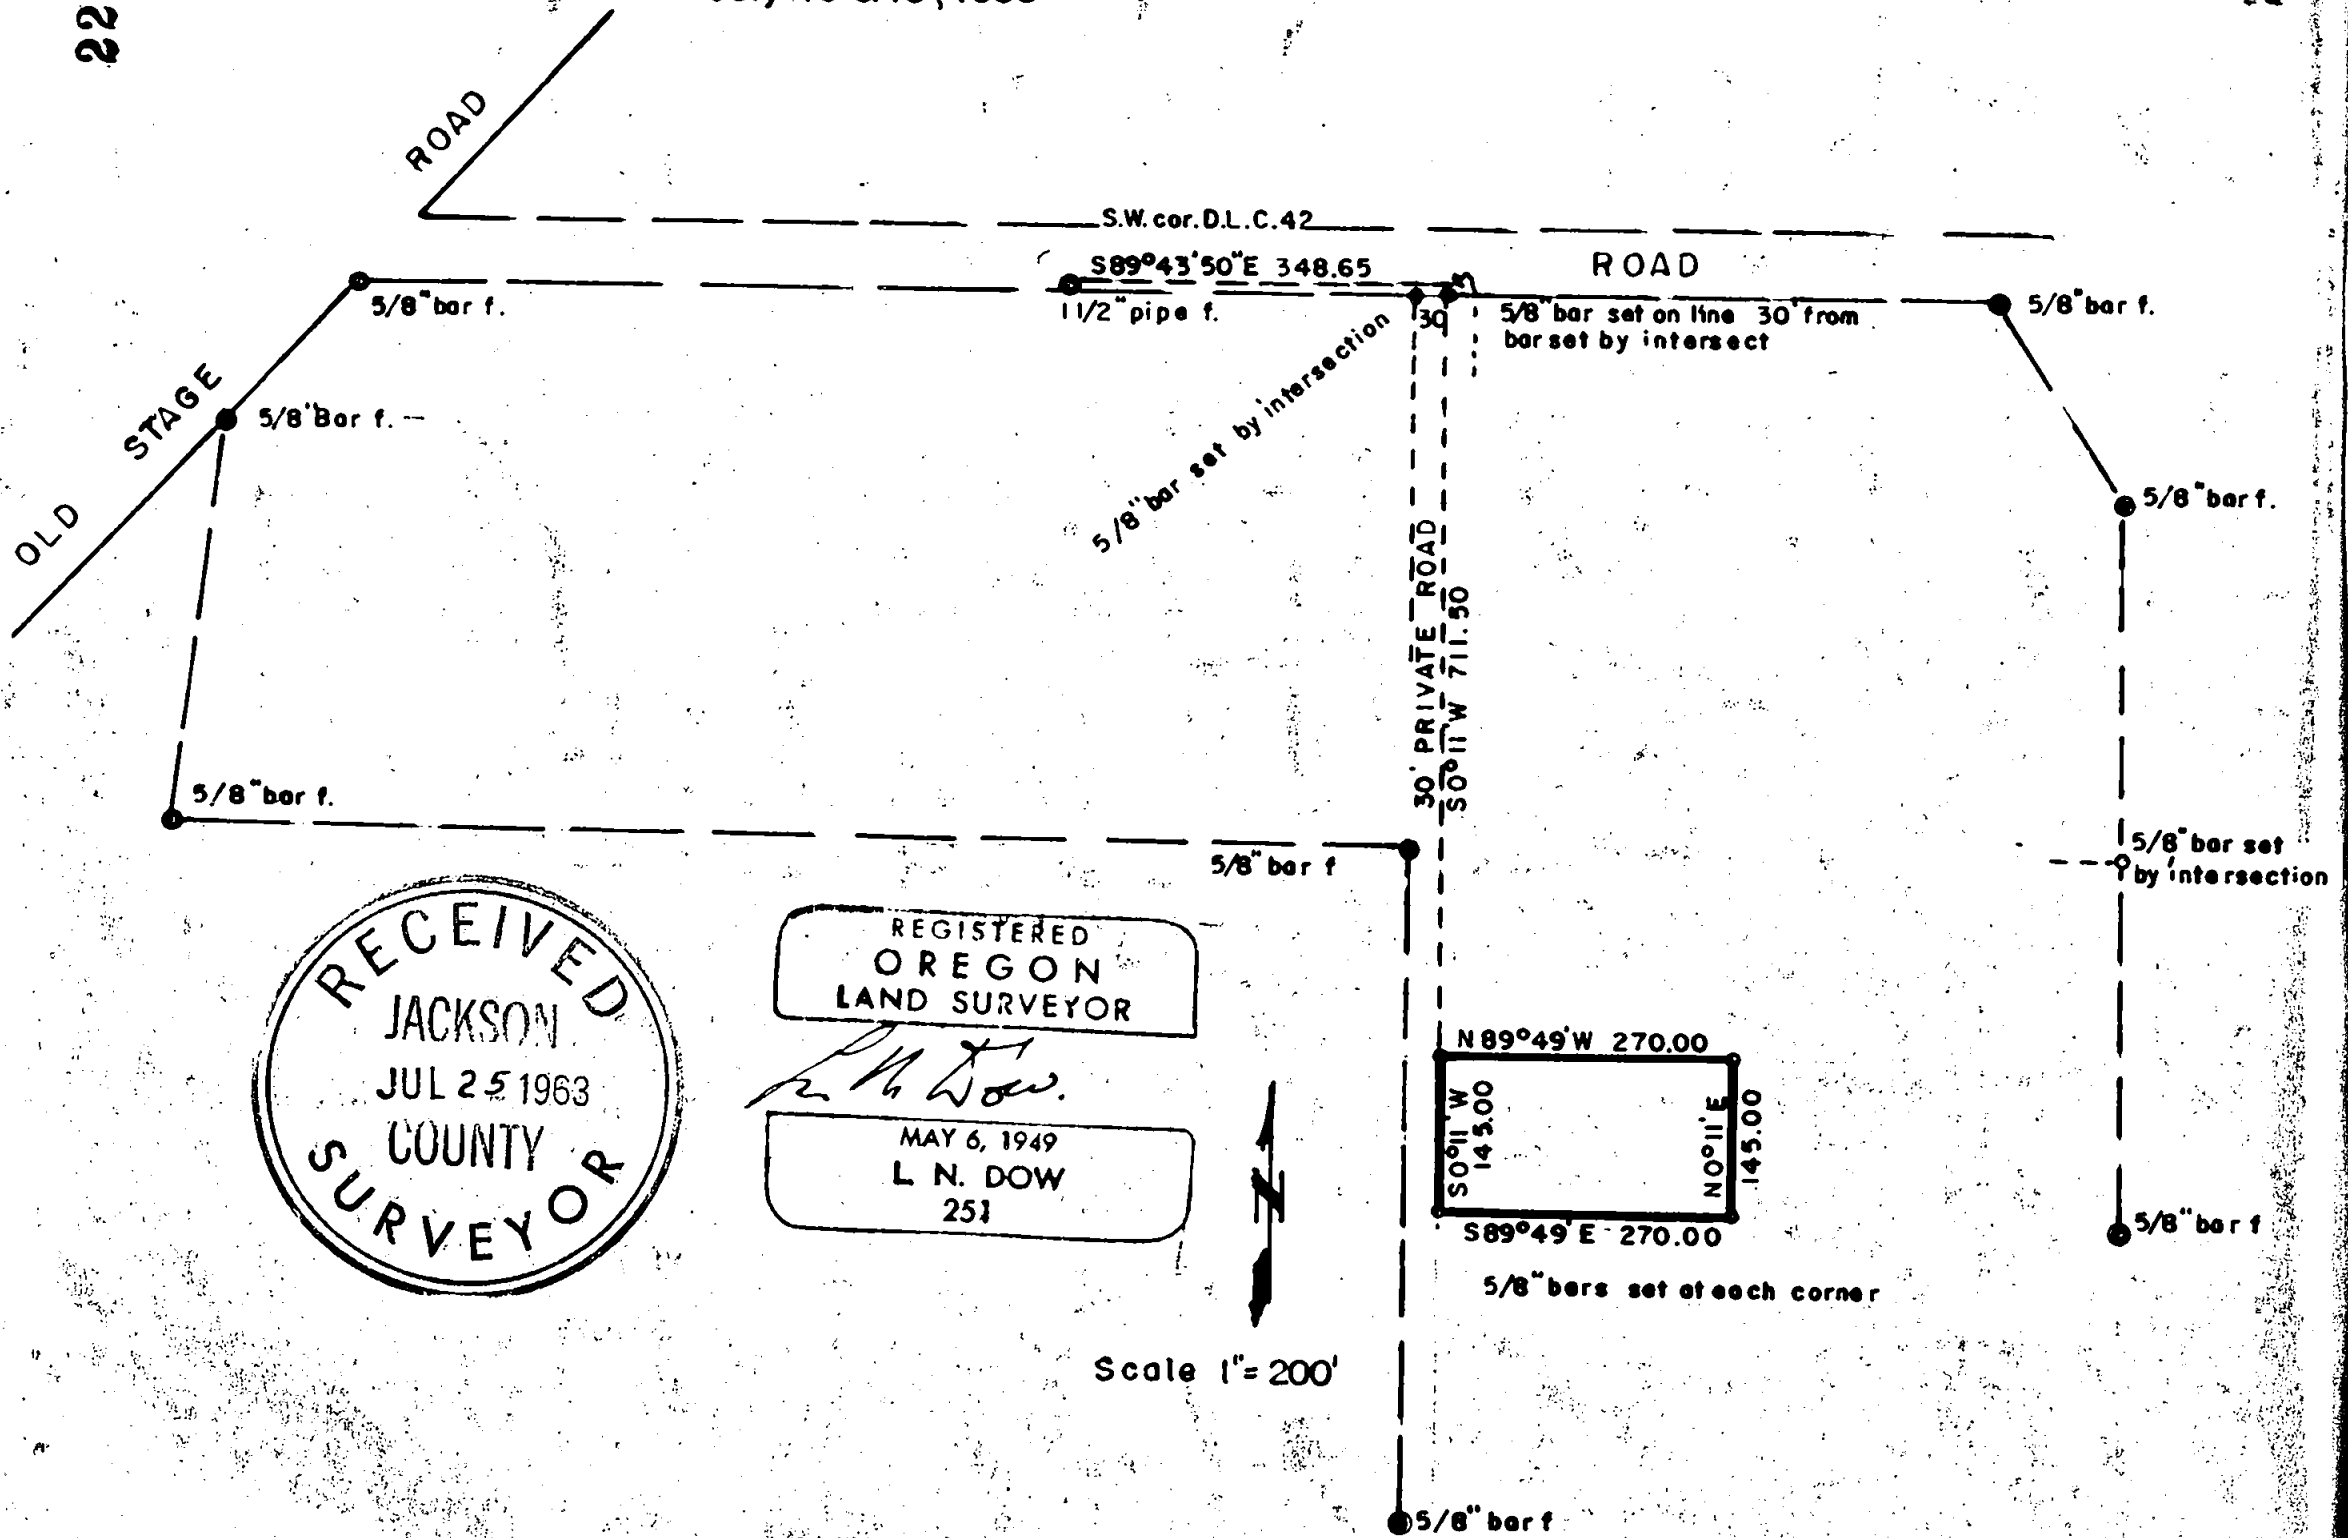 22
ROAD
S.W. cor. D.L.C. 42
S89°43'50"E 348.65
ROAD
5/8" bar f.
1 1/2" pipe f.
30
5/8" bar set on line 30' from
bar set by intersect
5/8" bar f.
5/8" bar set by intersection
OLD STAGE
5/8" Bar f.
5/8" bar f.
30' PRIVATE ROAD
S0°11'W 711.50
5/8" bar f.
5/8" bar f
5/8" bar set
by intersection
RECEIVED
JACKSON
JUL 25 1963
COUNTY
SURVEYOR
REGISTERED
OREGON
LAND SURVEYOR
L N Dow.
MAY 6, 1949
L N. DOW
251
N
N 89°49'W 270.00
S0°11'W
145.00
N0°11'E
145.00
S89°49'E 270.00
5/8" bar f
5/8" bars set at each corner
Scale 1"= 200'
5/8" bar f